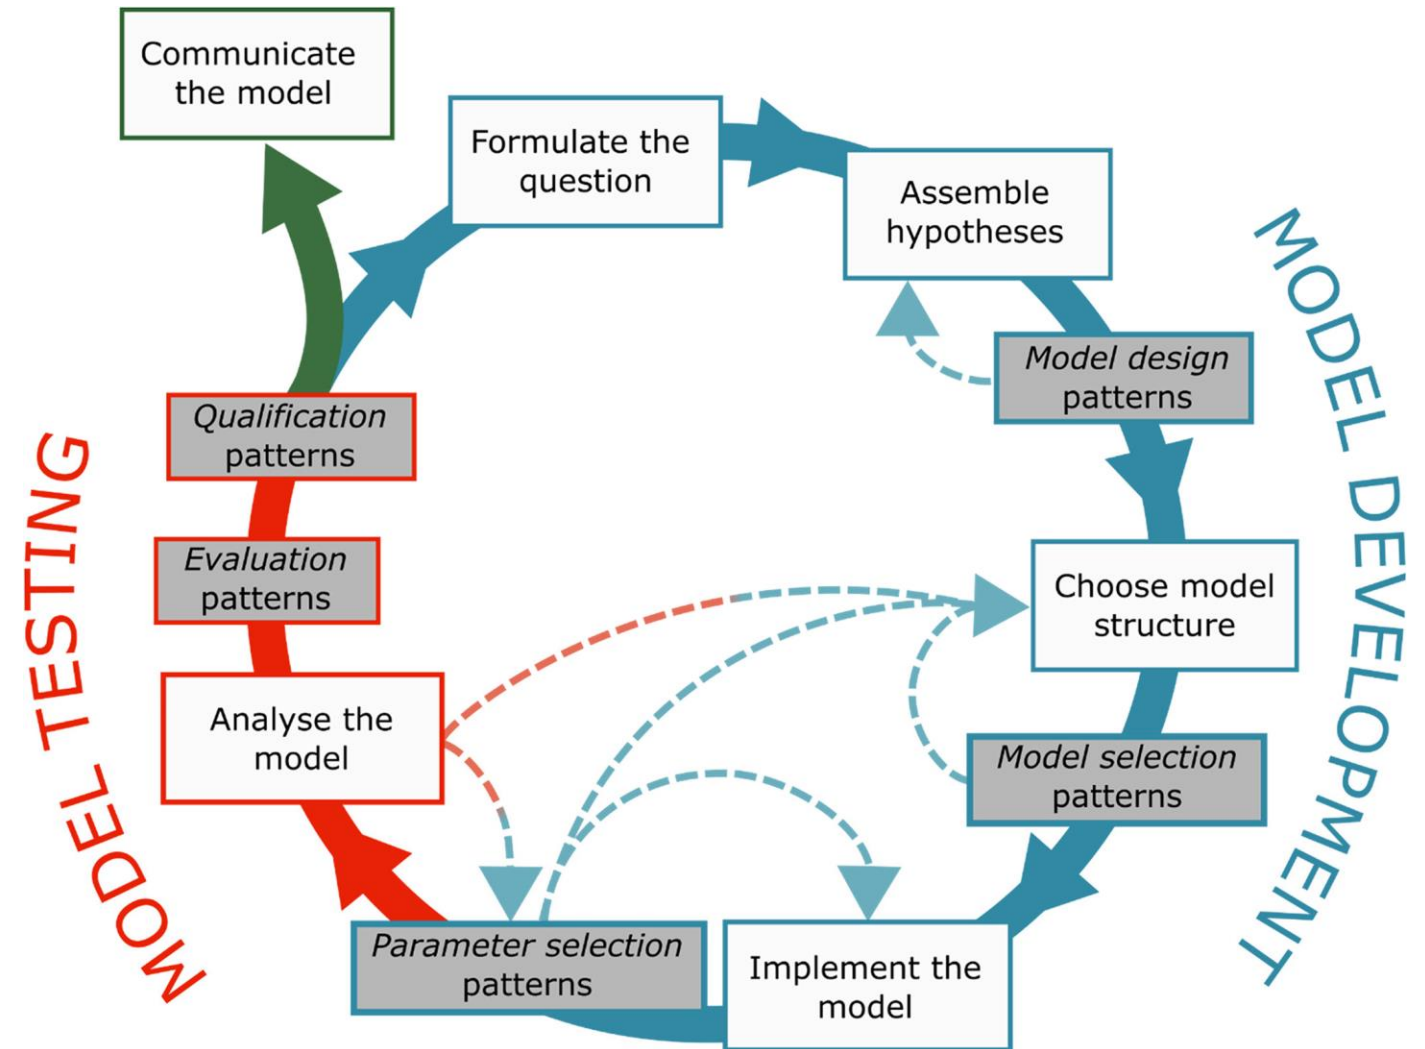 Communicate
the model
Formulate the
question
Assemble
hypotheses
Model design
patterns
Choose model
structure
Model selection
patterns
Implement the
model
Parameter selection
patterns
Analyse the
model
Evaluation
patterns
Qualification
patterns
MODEL DEVELOPMENT
MODEL TESTING